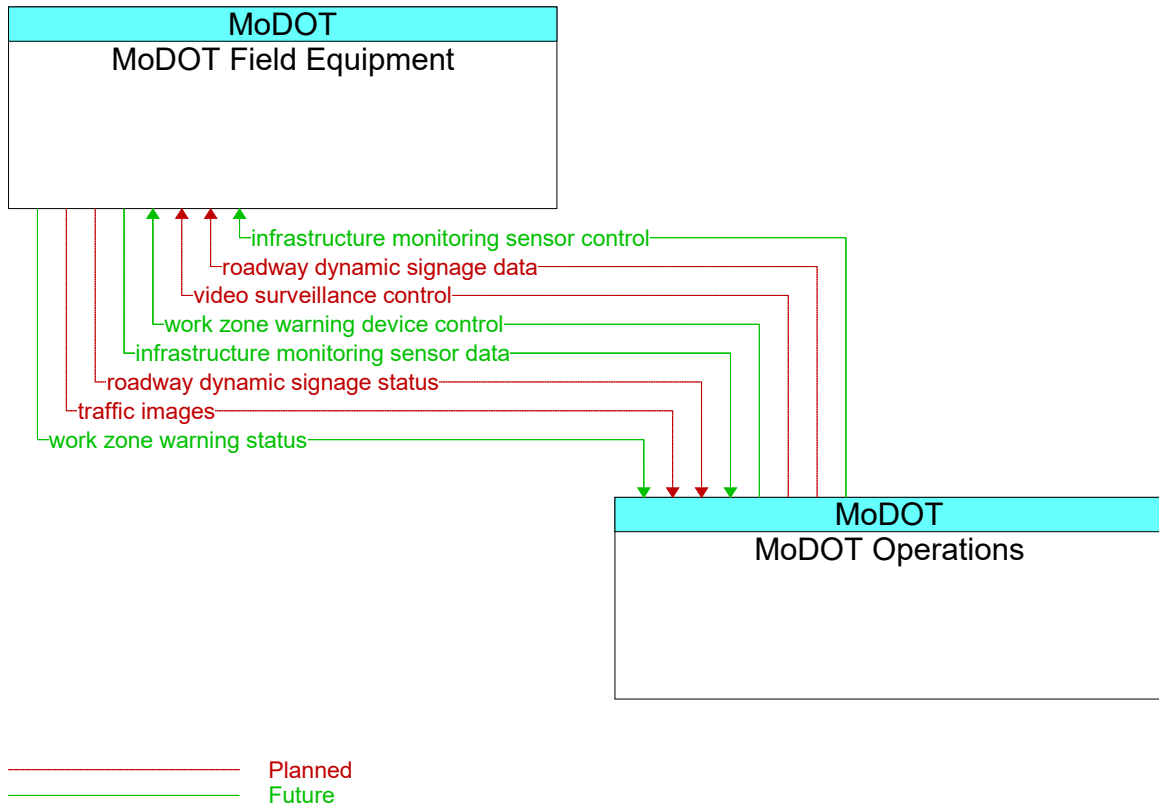 MoDOT
MoDOT Field Equipment
infrastructure monitoring sensor control
roadway dynamic signage data
video surveillance control
work zone warning device control
infrastructure monitoring sensor data
roadway dynamic signage status
traffic images
work zone warning status
MoDOT
MoDOT Operations
Planned
Future